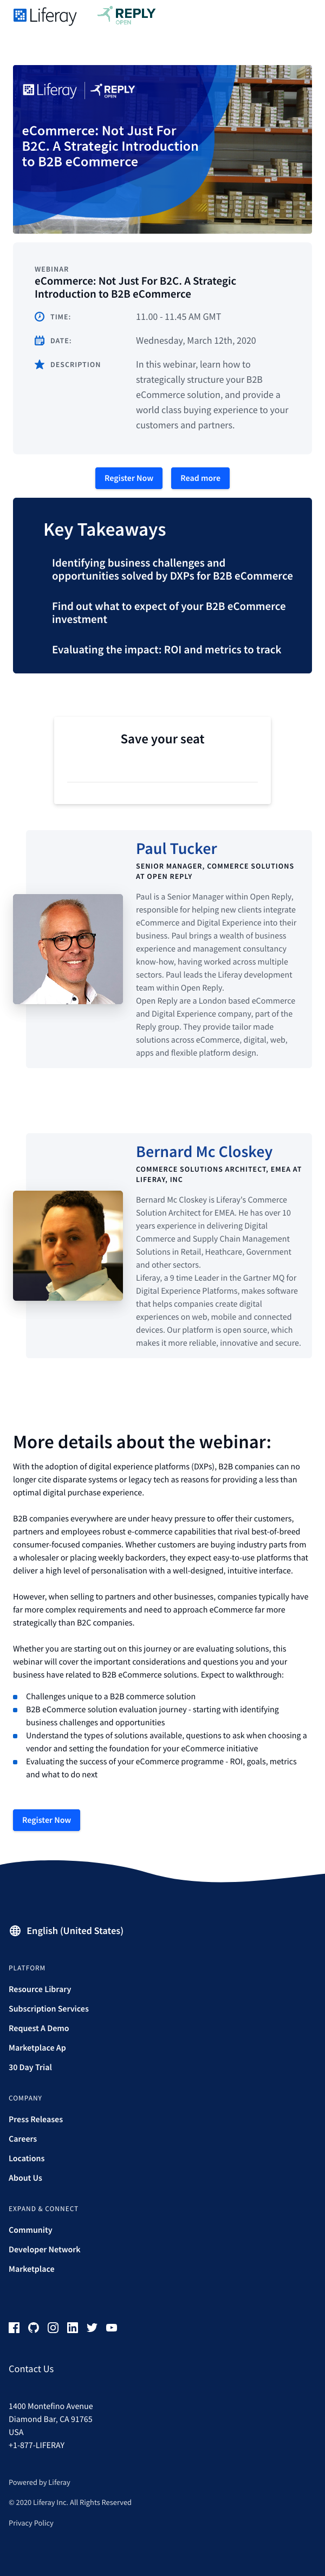 Liferay
REPLY
OPEN
Liferay
REPLY
OPEN
eCommerce: Not Just For
B2C. A Strategic Introduction
to B2B eCommerce
WEBINAR
eCommerce: Not Just For B2C. A Strategic
Introduction to B2B eCommerce
TIME:
11.00 - 11.45 AM GMT
DATE:
Wednesday, March 12th, 2020
DESCRIPTION
In this webinar, learn how to
strategically structure your B2B
eCommerce solution, and provide a
world class buying experience to your
customers and partners.
Register Now
Read more
Key Takeaways
Identifying business challenges and
opportunities solved by DXPs for B2B eCommerce
Find out what to expect of your B2B eCommerce
investment
Evaluating the impact: ROI and metrics to track
Save your seat
Paul Tucker
SENIOR MANAGER, COMMERCE SOLUTIONS
AT OPEN REPLY
Paul is a Senior Manager within Open Reply,
responsible for helping new clients integrate
eCommerce and Digital Experience into their
business. Paul brings a wealth of business
experience and management consultancy
know-how, having worked across multiple
sectors. Paul leads the Liferay development
team within Open Reply.
Open Reply are a London based eCommerce
and Digital Experience company, part of the
Reply group. They provide tailor made
solutions across eCommerce, digital, web,
apps and flexible platform design.
Bernard Mc Closkey
COMMERCE SOLUTIONS ARCHITECT, EMEA AT
LIFERAY, INC
Bernard Mc Closkey is Liferay's Commerce
Solution Architect for EMEA. He has over 10
years experience in delivering Digital
Commerce and Supply Chain Management
Solutions in Retail, Heathcare, Government
and other sectors.
Liferay, a 9 time Leader in the Gartner MQ for
Digital Experience Platforms, makes software
that helps companies create digital
experiences on web, mobile and connected
devices. Our platform is open source, which
makes it more reliable, innovative and secure.
More details about the webinar:
With the adoption of digital experience platforms (DXPs), B2B companies can no
longer cite disparate systems or legacy tech as reasons for providing a less than
optimal digital purchase experience.
B2B companies everywhere are under heavy pressure to offer their customers,
partners and employees robust e-commerce capabilities that rival best-of-breed
consumer-focused companies. Whether customers are buying industry parts from
a wholesaler or placing weekly backorders, they expect easy-to-use platforms that
deliver a high level of personalisation with a well-designed, intuitive interface.
However, when selling to partners and other businesses, companies typically have
far more complex requirements and need to approach eCommerce far more
strategically than B2C companies.
Whether you are starting out on this journey or are evaluating solutions, this
webinar will cover the important considerations and questions you and your
business have related to B2B eCommerce solutions. Expect to walkthrough:
Challenges unique to a B2B commerce solution
B2B eCommerce solution evaluation journey - starting with identifying
business challenges and opportunities
Understand the types of solutions available, questions to ask when choosing a
vendor and setting the foundation for your eCommerce initiative
Evaluating the success of your eCommerce programme - ROI, goals, metrics
and what to do next
Register Now
English (United States)
PLATFORM
Resource Library
Subscription Services
Request A Demo
Marketplace Ap
30 Day Trial
COMPANY
Press Releases
Careers
Locations
About Us
EXPAND & CONNECT
Community
Developer Network
Marketplace
Contact Us
1400 Montefino Avenue
Diamond Bar, CA 91765
USA
+1-877-LIFERAY
Powered by Liferay
© 2020 Liferay Inc. All Rights Reserved
Privacy Policy